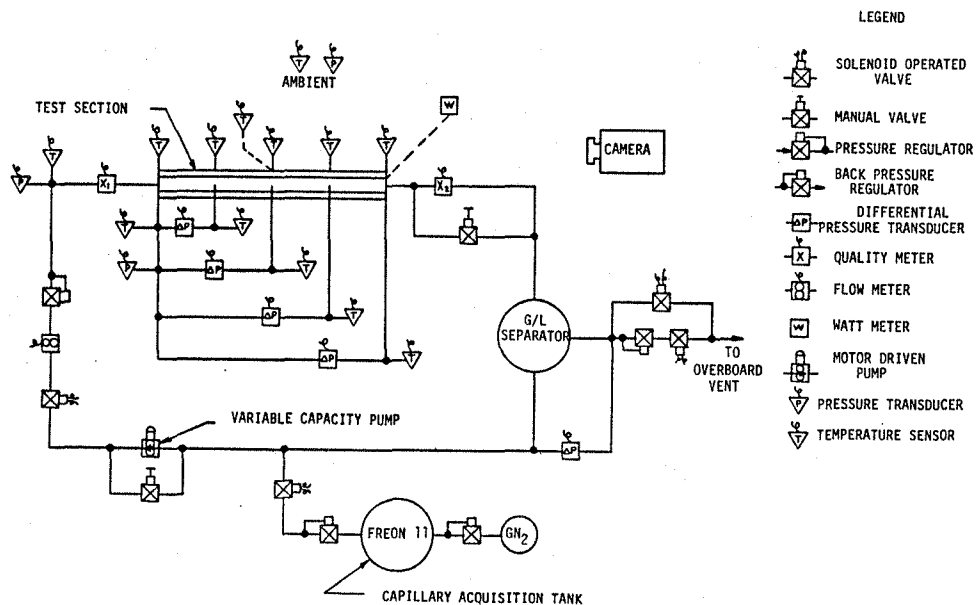 LEGEND
SOLENOID OPERATED
VALVE
MANUAL VALVE
PRESSURE REGULATOR
BACK PRESSURE
REGULATOR
ΔP
DIFFERENTIAL
PRESSURE TRANSDUCER
X
QUALITY METER
FLOW METER
W
WATT METER
MOTOR DRIVEN
PUMP
P
PRESSURE TRANSDUCER
T
TEMPERATURE SENSOR
T P
AMBIENT
TEST SECTION
W
CAMERA
T T T T T T T
P X₁ X₂
T ΔP T
P ΔP T
ΔP T
ΔP T
G/L
SEPARATOR
TO
OVERBOARD
VENT
VARIABLE CAPACITY PUMP
ΔP
FREON 11
GN₂
CAPILLARY ACQUISITION TANK